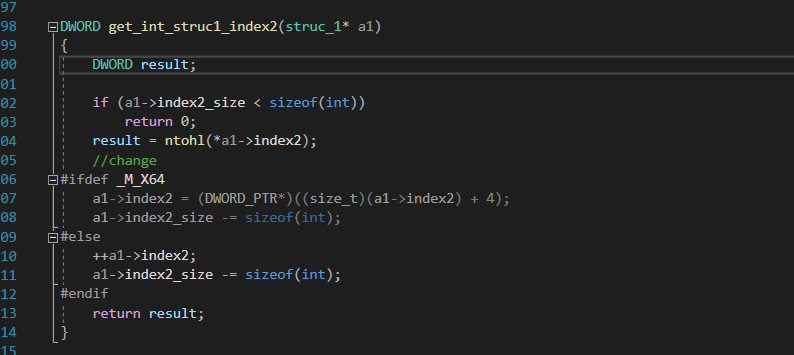 97
98 DWORD get_int_struc1_index2(struc_1* a1)
99 {
00 DWORD result;
01
02 if (a1->index2_size < sizeof(int))
03 return 0;
04 result = ntohl(*a1->index2);
05 //change
06 #ifdef _M_X64
07 a1->index2 = (DWORD_PTR*)((size_t)(a1->index2) + 4);
08 a1->index2_size -= sizeof(int);
09 #else
10 ++a1->index2;
11 a1->index2_size -= sizeof(int);
12 #endif
13 return result;
14 }
15